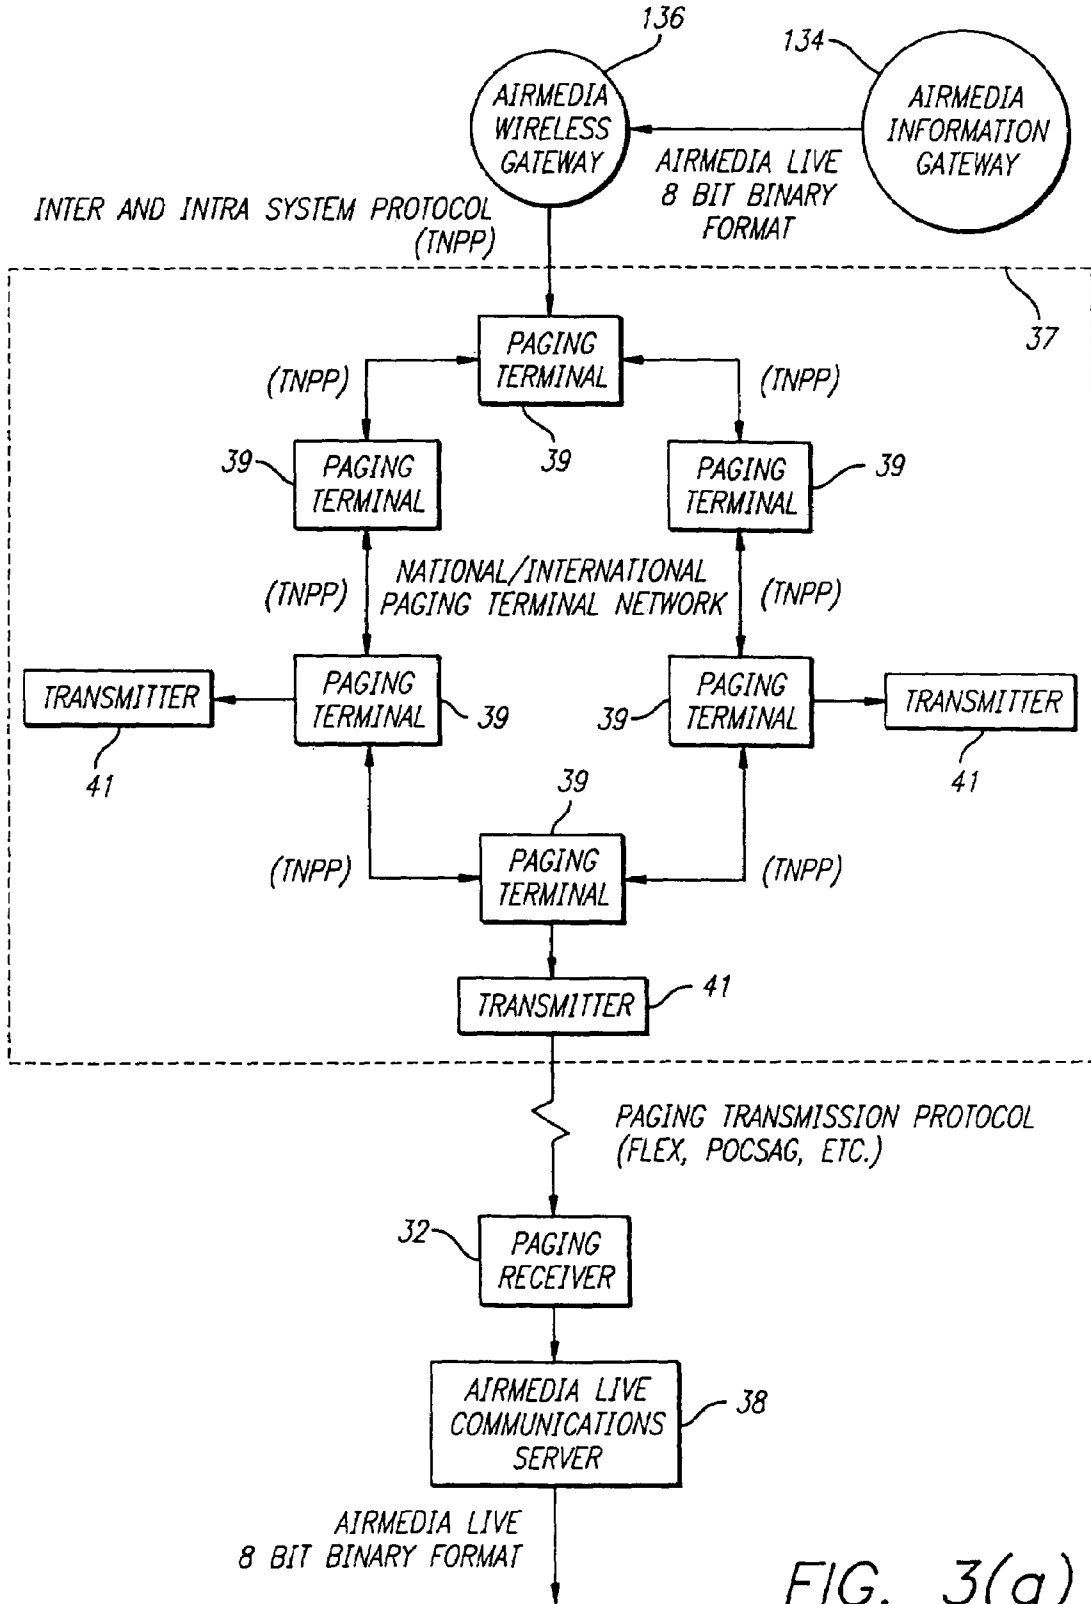 136
134
AIRMEDIA
WIRELESS
GATEWAY
AIRMEDIA
INFORMATION
GATEWAY
AIRMEDIA LIVE
8 BIT BINARY
FORMAT
INTER AND INTRA SYSTEM PROTOCOL
(TNPP)
37
PAGING
TERMINAL
39
(TNPP)
(TNPP)
39
PAGING
TERMINAL
PAGING
TERMINAL
39
(TNPP)
NATIONAL/INTERNATIONAL
PAGING TERMINAL NETWORK
(TNPP)
TRANSMITTER
41
PAGING
TERMINAL
39
39
PAGING
TERMINAL
TRANSMITTER
41
39
(TNPP)
PAGING
TERMINAL
(TNPP)
TRANSMITTER
41
PAGING TRANSMISSION PROTOCOL
(FLEX, POCSAG, ETC.)
32
PAGING
RECEIVER
AIRMEDIA LIVE
COMMUNICATIONS
SERVER
38
AIRMEDIA LIVE
8 BIT BINARY FORMAT
FIG. 3(a)